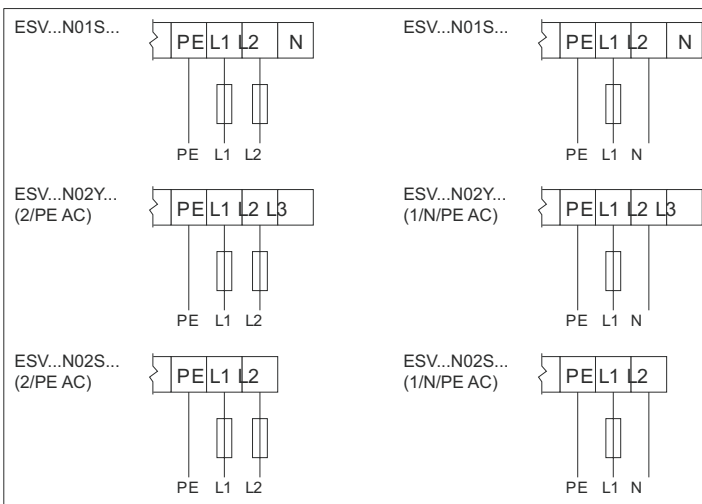 ESV...N01S...
PE L1 L2 N
PE L1 L2
ESV...N01S...
PE L1 L2 N
PE L1 N
ESV...N02Y...
(2/PE AC)
PE L1 L2 L3
PE L1 L2
ESV...N02Y...
(1/N/PE AC)
PE L1 L2 L3
PE L1 N
ESV...N02S...
(2/PE AC)
PE L1 L2
PE L1 L2
ESV...N02S...
(1/N/PE AC)
PE L1 L2
PE L1 N